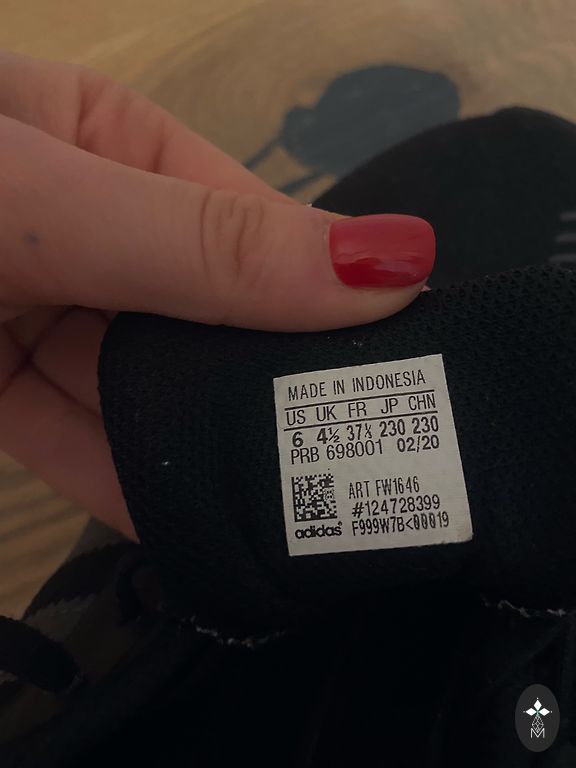 MADE IN INDONESIA
US UK FR JP CHN
6 4½ 37⅓ 230 230
PRB 698001 02/20
ART FW1646
#124728399
adidas F999W7B<00019
M